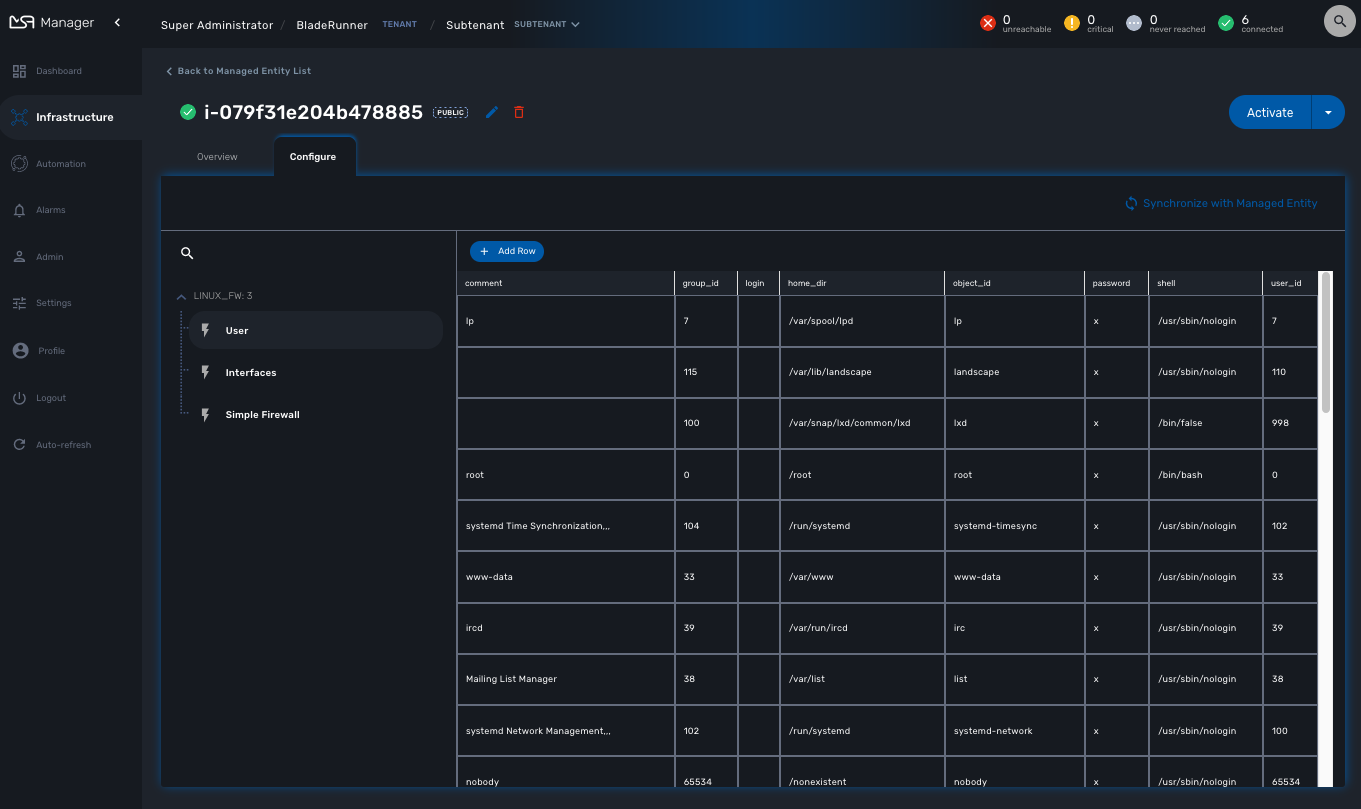 MSA Manager
Super Administrator / BladeRunner TENANT / Subtenant SUBTENANT
0 unreachable
0 critical
0 never reached
6 connected
Dashboard
Infrastructure
Automation
Alarms
Admin
Settings
Profile
Logout
Auto-refresh
Back to Managed Entity List
i-079f31e204b478885 PUBLIC
Activate
Overview Configure
Synchronize with Managed Entity
LINUX_FW: 3
User
Interfaces
Simple Firewall
+ Add Row
comment group_id login home_dir object_id password shell user_id
lp 7 /var/spool/lpd lp x /usr/sbin/nologin 7
115 /var/lib/landscape landscape x /usr/sbin/nologin 110
100 /var/snap/lxd/common/lxd lxd x /bin/false 998
root 0 /root root x /bin/bash 0
systemd Time Synchronization,,, 104 /run/systemd systemd-timesync x /usr/sbin/nologin 102
www-data 33 /var/www www-data x /usr/sbin/nologin 33
ircd 39 /var/run/ircd irc x /usr/sbin/nologin 39
Mailing List Manager 38 /var/list list x /usr/sbin/nologin 38
systemd Network Management,,, 102 /run/systemd systemd-network x /usr/sbin/nologin 100
nobody 65534 /nonexistent nobody x /usr/sbin/nologin 65534